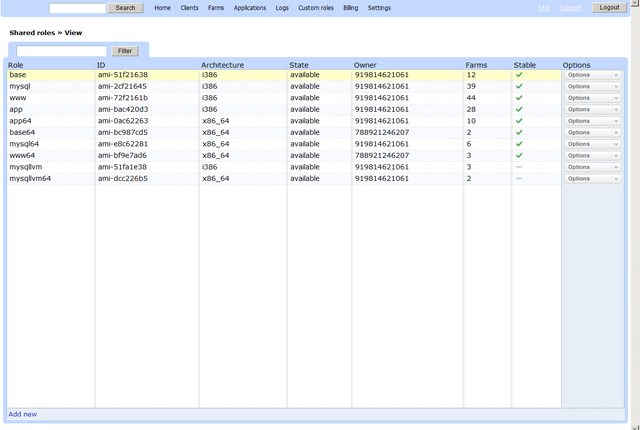 Search Home Clients Farms Applications Logs Custom roles Billing Settings FAQ Support Logout
Shared roles » View
Filter
Role ID Architecture State Owner Farms Stable Options
base ami-51f21638 i386 available 919814621061 12 Options
mysql ami-2cf21645 i386 available 919814621061 39 Options
www ami-72f2161b i386 available 919814621061 44 Options
app ami-bac420d3 i386 available 919814621061 28 Options
app64 ami-0ac62263 x86_64 available 919814621061 10 Options
base64 ami-bc987cd5 x86_64 available 788921246207 2 Options
mysql64 ami-e8c62281 x86_64 available 919814621061 6 Options
www64 ami-bf9e7ad6 x86_64 available 788921246207 3 Options
mysqllvm ami-51fa1e38 i386 available 919814621061 3 Options
mysqllvm64 ami-dcc226b5 x86_64 available 919814621061 2 Options
Add new